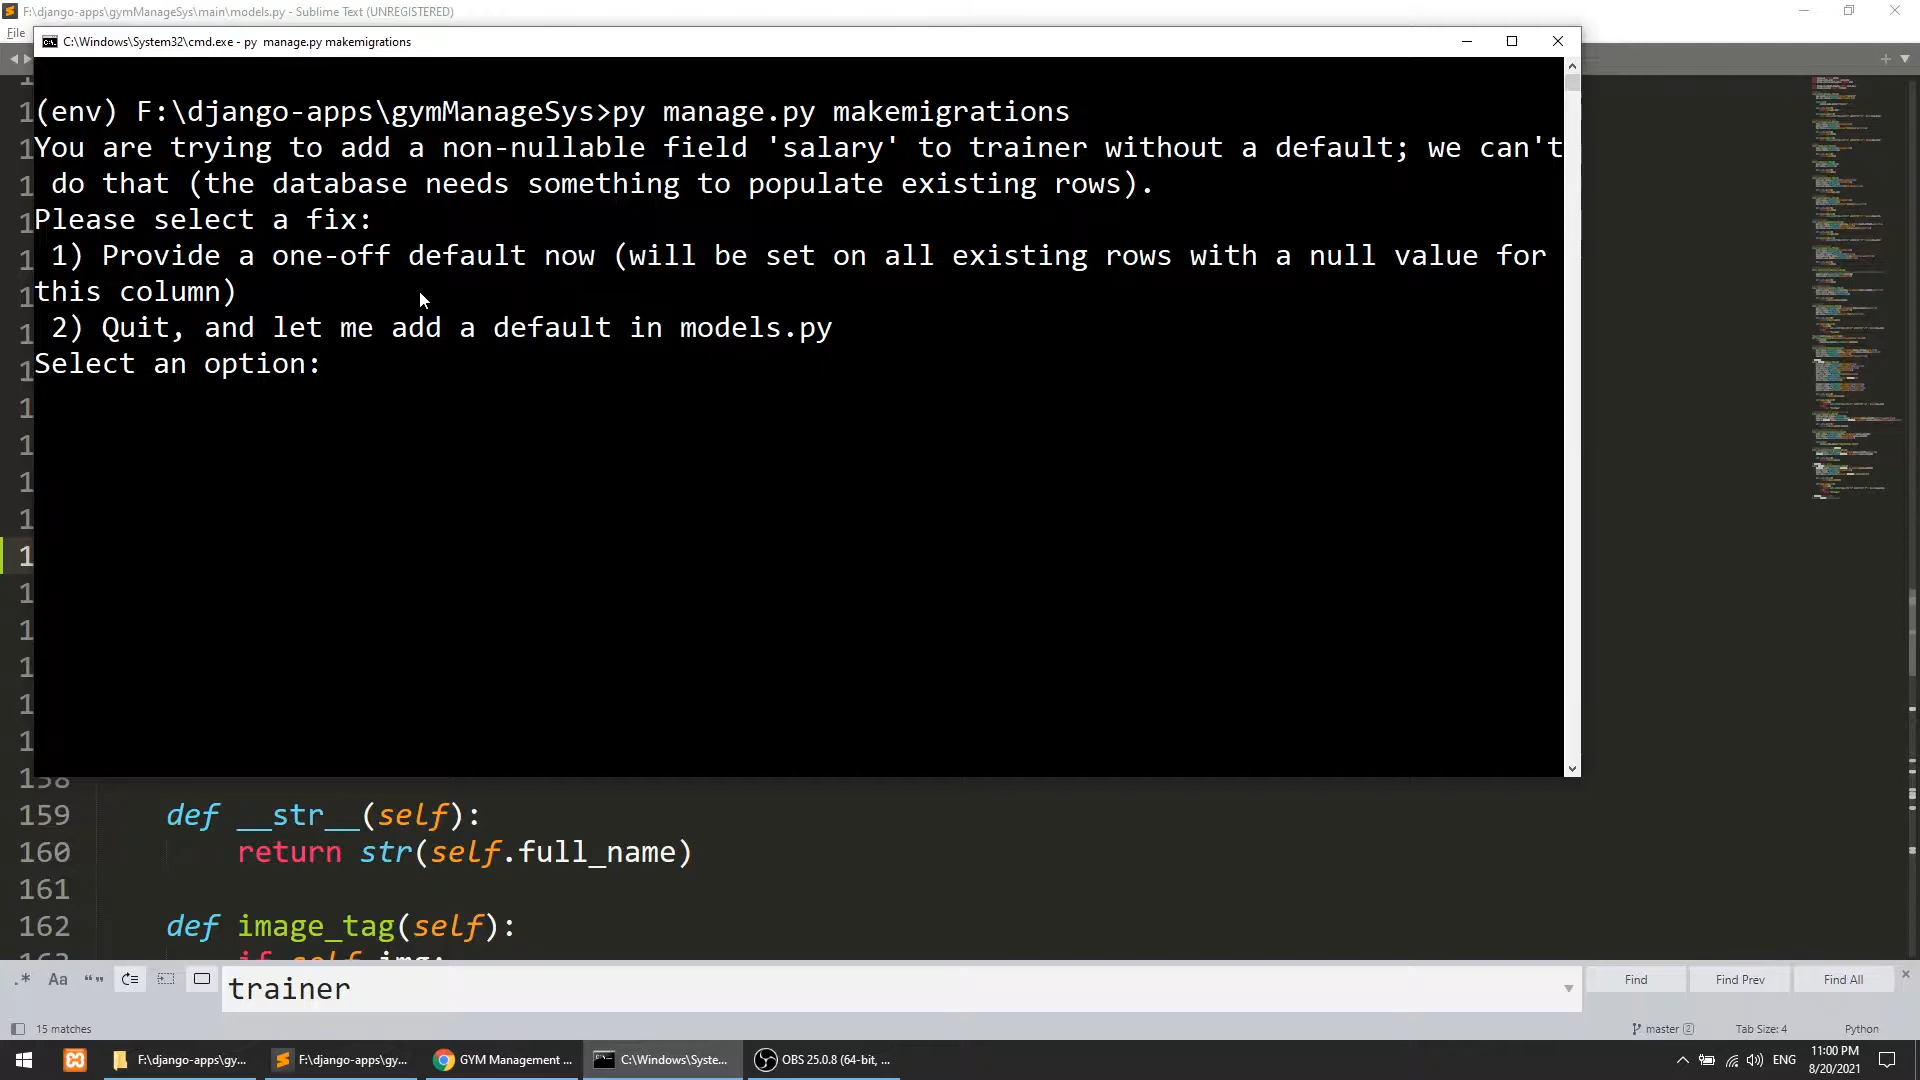 F:\django-apps\gymManageSys\main\models.py - Sublime Text (UNREGISTERED)
File
C:\Windows\System32\cmd.exe - py  manage.py makemigrations
(env) F:\django-apps\gymManageSys>py manage.py makemigrations
You are trying to add a non-nullable field 'salary' to trainer without a default; we can't
do that (the database needs something to populate existing rows).
Please select a fix:
1) Provide a one-off default now (will be set on all existing rows with a null value for
this column)
2) Quit, and let me add a default in models.py
Select an option:
158
159 def __str__(self):
160 return str(self.full_name)
161
162 def image_tag(self):
163 if self.img:
.* Aa “”
trainer
Find
Find Prev
Find All
15 matches
master 2
Tab Size: 4
Python
F:\django-apps\gy...
F:\django-apps\gy...
GYM Management ...
C:\Windows\Syste...
OBS 25.0.8 (64-bit, ...
ENG
11:00 PM
8/20/2021